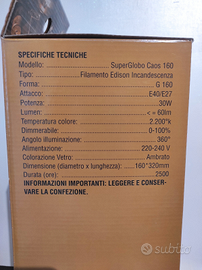 SPECIFICHE TECNICHE
Modello: SuperGlobo Caos 160
Tipo: Filamento Edison Incandescenza
Forma: G 160
Attacco: E40/E27
Potenza: 30W
Lumen: <=60lm
Temperatura colore: 2.200°k
Dimmerabile: 0-100%
Angolo illuminazione: 360°
Alimentazione: 220-240 V
Colorazione Vetro: Ambrato
Dimensione (diametro x lunghezza): 160*320mm
Durata (ore): 2500
INFORMAZIONI IMPORTANTI: LEGGERE E CONSER-
VARE LA CONFEZIONE.
subito